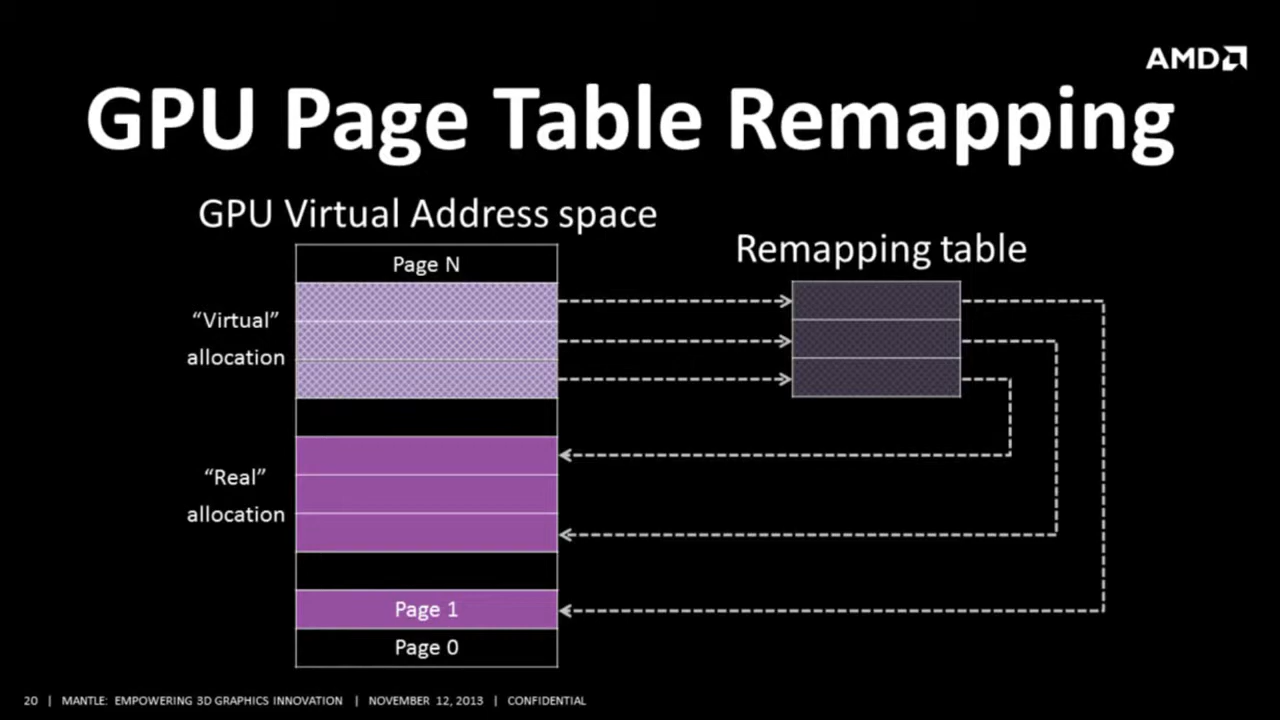 AMD
GPU Page Table Remapping
GPU Virtual Address space
Remapping table
Page N
“Virtual”
allocation
“Real”
allocation
Page 1
Page 0
20 | MANTLE: EMPOWERING 3D GRAPHICS INNOVATION | NOVEMBER 12, 2013 | CONFIDENTIAL